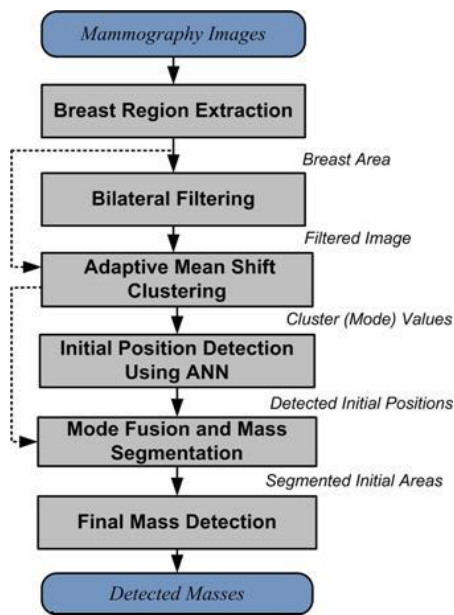 Mammography Images
Breast Region Extraction
Breast Area
Bilateral Filtering
Filtered Image
Adaptive Mean Shift
Clustering
Cluster (Mode) Values
Initial Position Detection
Using ANN
Detected Initial Positions
Mode Fusion and Mass
Segmentation
Segmented Initial Areas
Final Mass Detection
Detected Masses